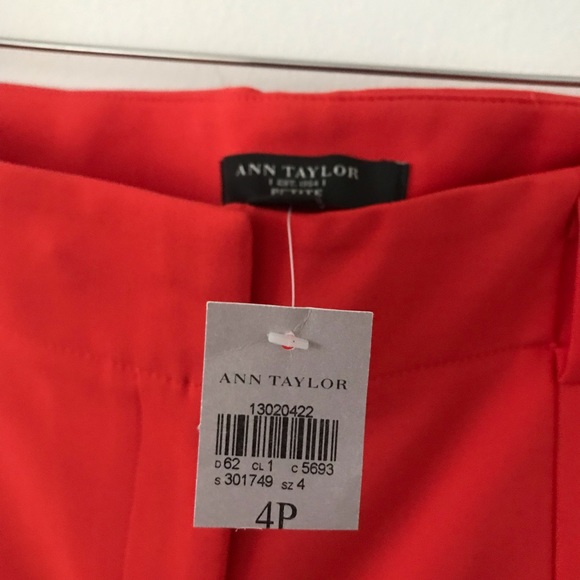 ANN TAYLOR
EST. 1954
PETITE
ANN TAYLOR
13020422
D 62 CL 1 C 5693
S 301749 SZ 4
4P